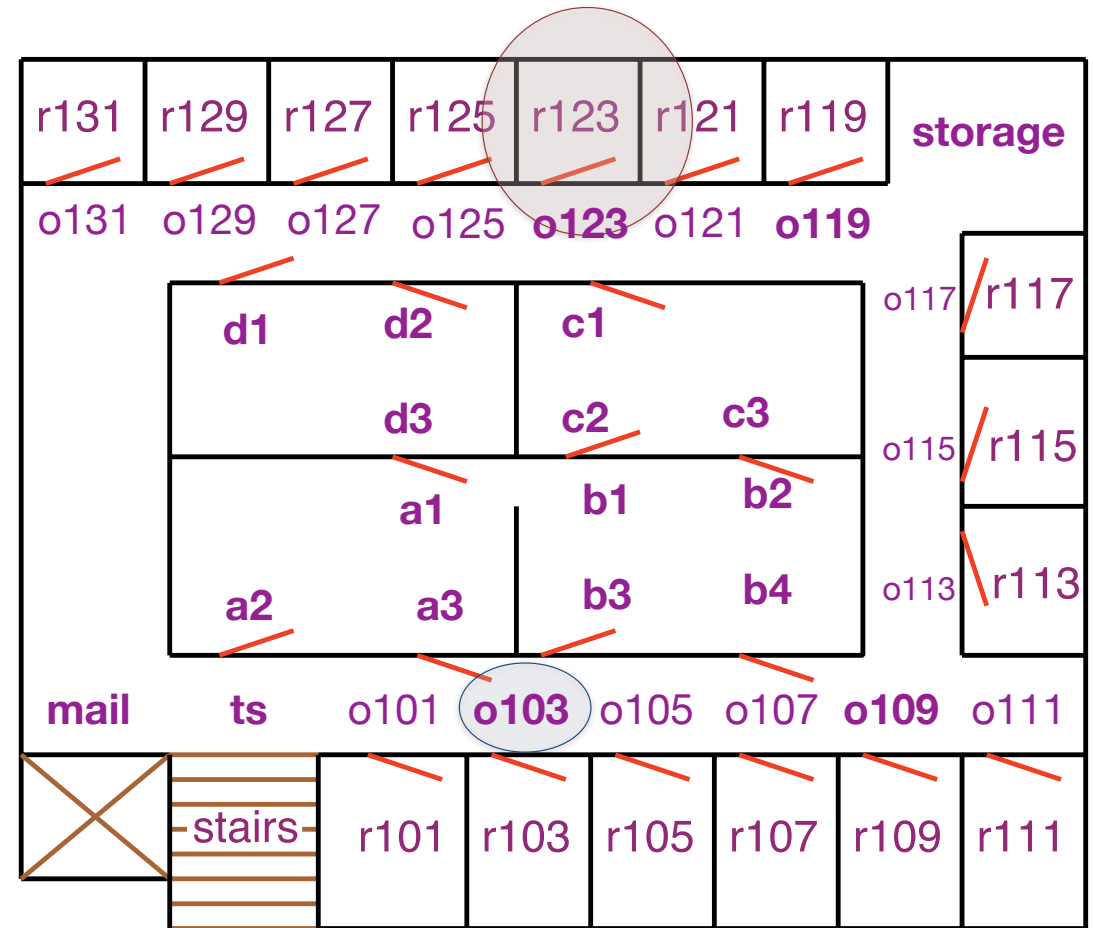 r131 r129 r127 r125 r123 r121 r119
storage
o131 o129 o127 o125 o123 o121 o119
o117 r117
d1 d2 c1
d3 c2 c3
o115 r115
a1 b1 b2
o113 r113
a2 a3 b3 b4
mail ts o101 o103 o105 o107 o109 o111
stairs r101 r103 r105 r107 r109 r111